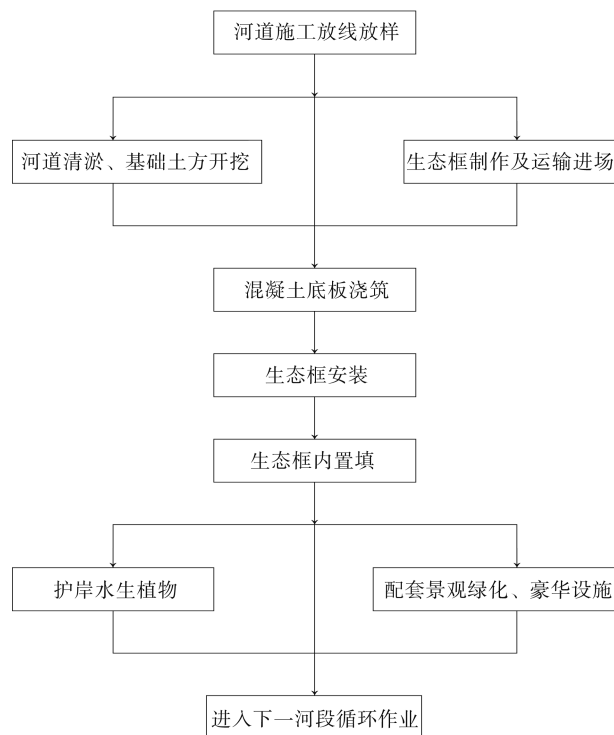 河道施工放线放样
河道清淤、基础土方开挖
生态框制作及运输进场
混凝土底板浇筑
生态框安装
生态框内置填
护岸水生植物
配套景观绿化、豪华设施
进入下一河段循环作业